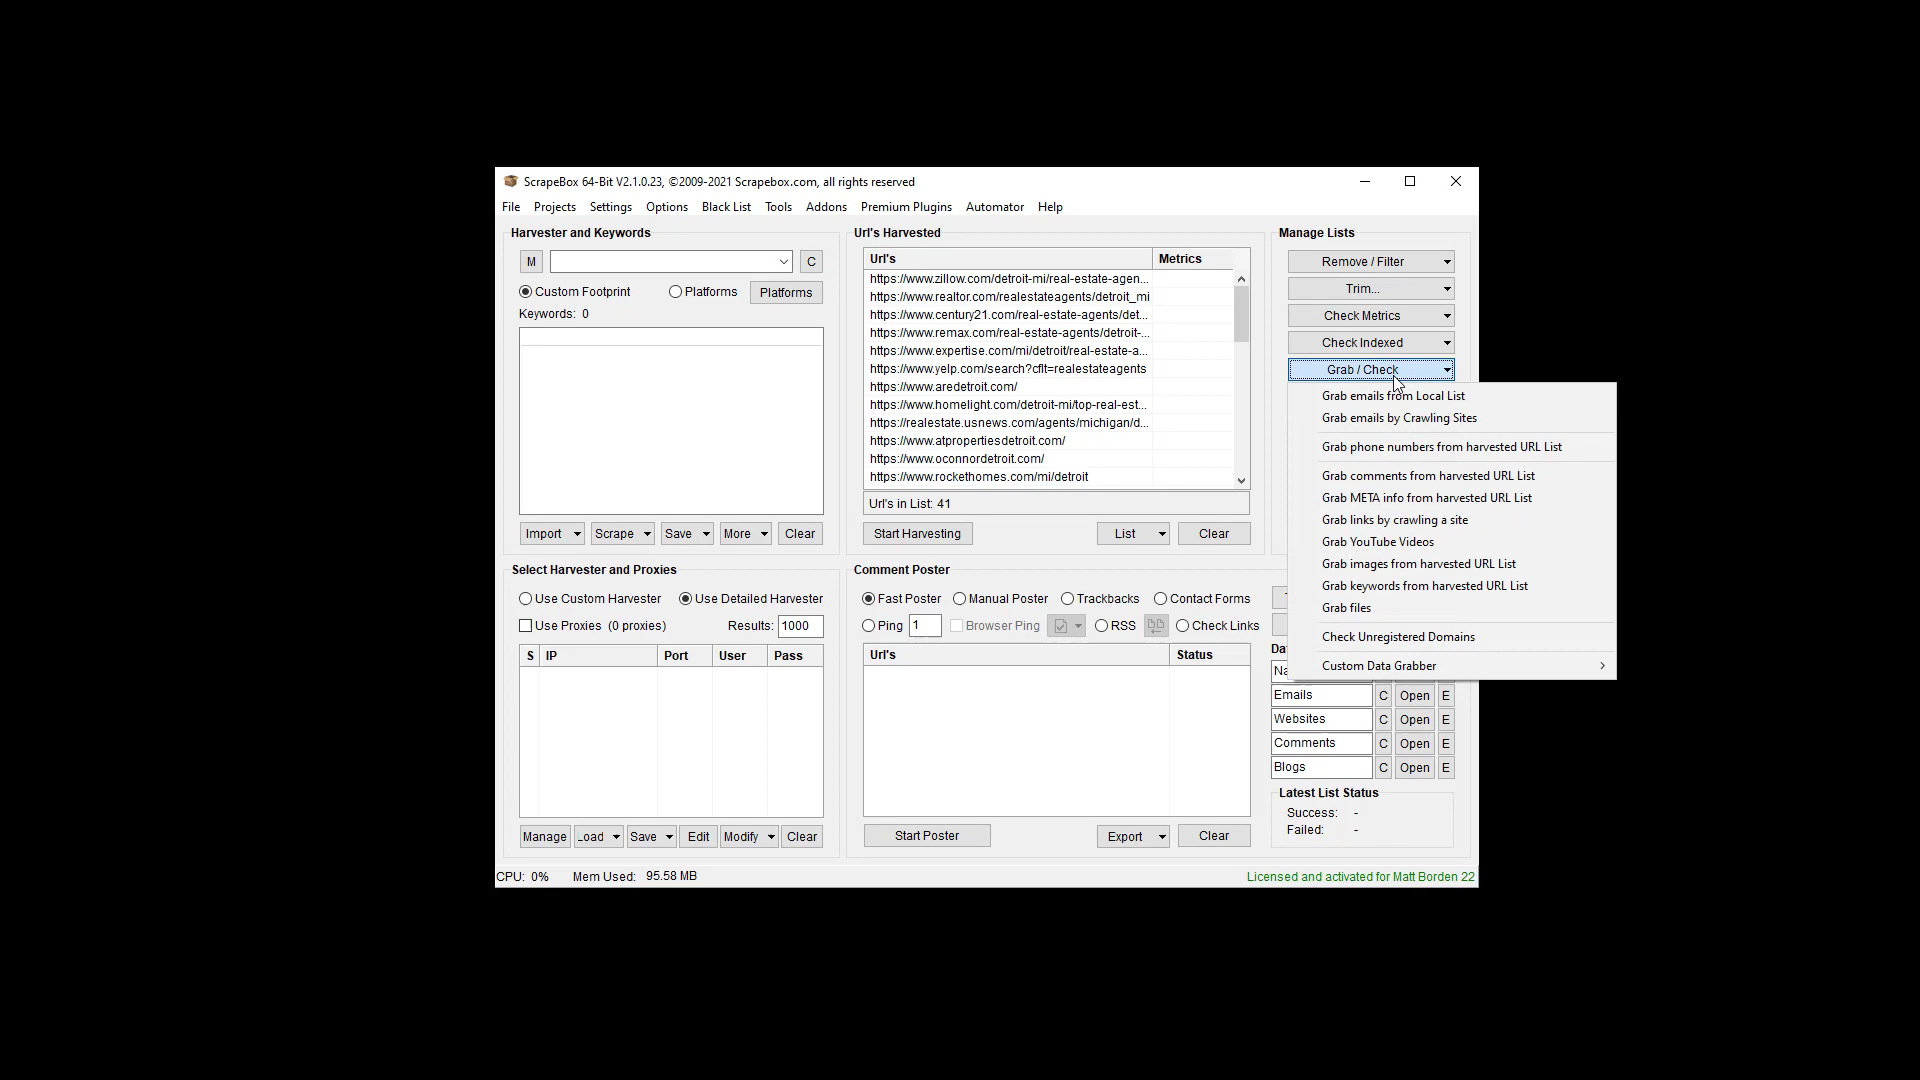 ScrapeBox 64-Bit V2.1.0.23, ©2009-2021 Scrapebox.com, all rights reserved
File Projects Settings Options Black List Tools Addons Premium Plugins Automator Help
Harvester and Keywords
M C
Custom Footprint Platforms Platforms
Keywords: 0
Import Scrape Save More Clear
Url's Harvested
Url's Metrics
https://www.zillow.com/detroit-mi/real-estate-agen...
https://www.realtor.com/realestateagents/detroit_mi
https://www.century21.com/real-estate-agents/det...
https://www.remax.com/real-estate-agents/detroit-...
https://www.expertise.com/mi/detroit/real-estate-a...
https://www.yelp.com/search?cflt=realestateagents
https://www.aredetroit.com/
https://www.homelight.com/detroit-mi/top-real-est...
https://realestate.usnews.com/agents/michigan/d...
https://www.atpropertiesdetroit.com/
https://www.oconnordetroit.com/
https://www.rockethomes.com/mi/detroit
Url's in List: 41
Start Harvesting List Clear
Manage Lists
Remove / Filter
Trim...
Check Metrics
Check Indexed
Grab / Check
Grab emails from Local List
Grab emails by Crawling Sites
Grab phone numbers from harvested URL List
Grab comments from harvested URL List
Grab META info from harvested URL List
Grab links by crawling a site
Grab YouTube Videos
Grab images from harvested URL List
Grab keywords from harvested URL List
Grab files
Check Unregistered Domains
Custom Data Grabber
Select Harvester and Proxies
Use Custom Harvester Use Detailed Harvester
Use Proxies (0 proxies) Results: 1000
S IP Port User Pass
Manage Load Save Edit Modify Clear
Comment Poster
Fast Poster Manual Poster Trackbacks Contact Forms
Ping 1 Browser Ping RSS Check Links
Url's Status
Start Poster Export Clear
Emails C Open E
Websites C Open E
Comments C Open E
Blogs C Open E
Latest List Status
Success: -
Failed: -
CPU: 0% Mem Used: 95.58 MB
Licensed and activated for Matt Borden 22